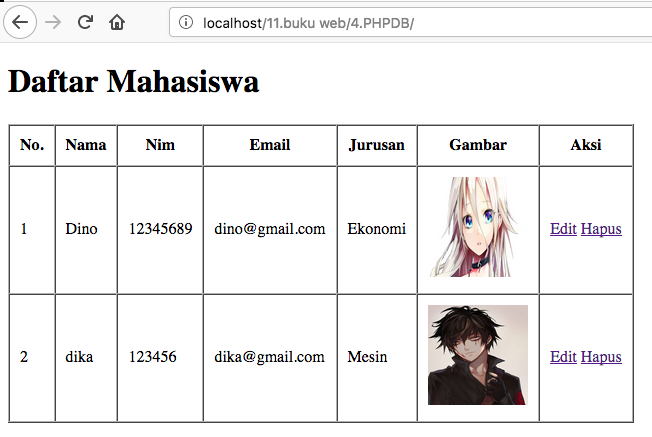 localhost/11.buku web/4.PHPDB/
Daftar Mahasiswa
No. Nama Nim Email Jurusan Gambar Aksi
1 Dino 12345689 dino@gmail.com Ekonomi Edit Hapus
2 dika 123456 dika@gmail.com Mesin Edit Hapus